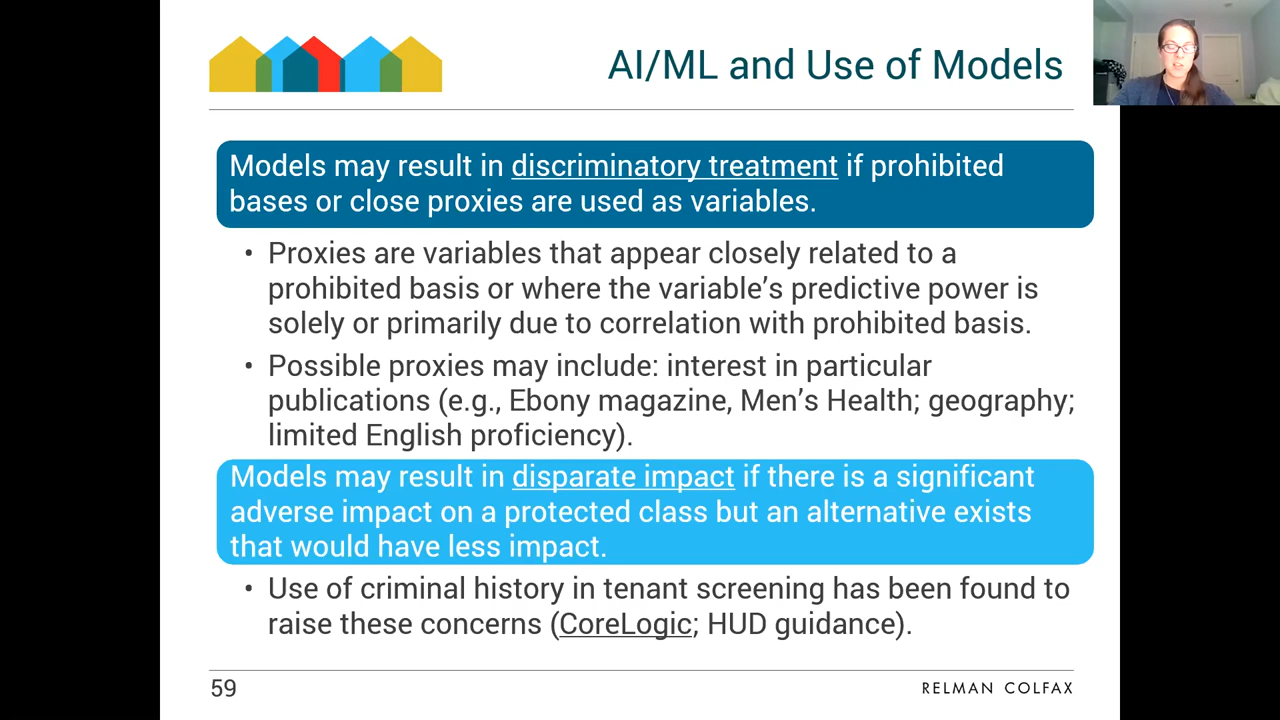 AI/ML and Use of Models
Models may result in discriminatory treatment if prohibited
bases or close proxies are used as variables.
• Proxies are variables that appear closely related to a
prohibited basis or where the variable's predictive power is
solely or primarily due to correlation with prohibited basis.
• Possible proxies may include: interest in particular
publications (e.g., Ebony magazine, Men's Health; geography;
limited English proficiency).
Models may result in disparate impact if there is a significant
adverse impact on a protected class but an alternative exists
that would have less impact.
• Use of criminal history in tenant screening has been found to
raise these concerns (CoreLogic; HUD guidance).
59
RELMAN COLFAX